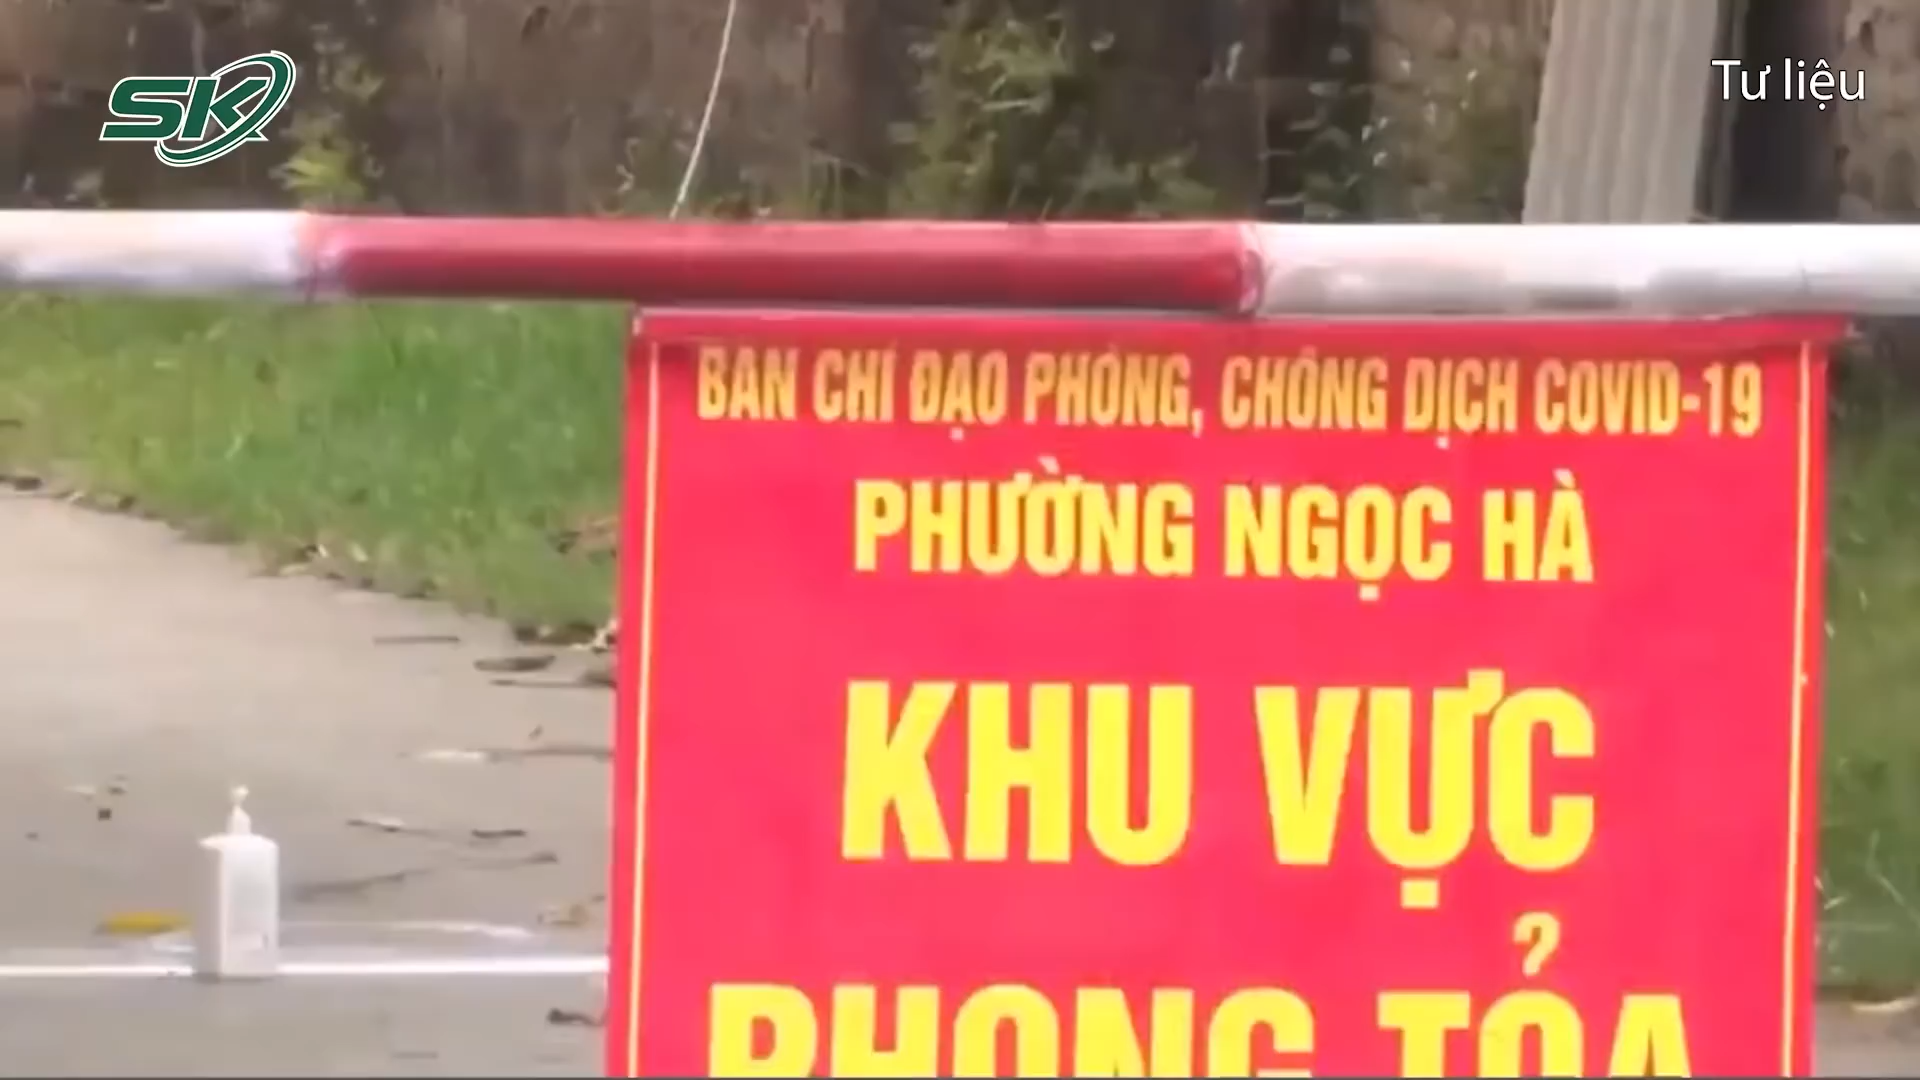 SK
Tư liệu
BAN CHỈ ĐẠO PHÒNG, CHỐNG DỊCH COVID-19
PHƯỜNG NGỌC HÀ
KHU VỰC
PHONG TỎA